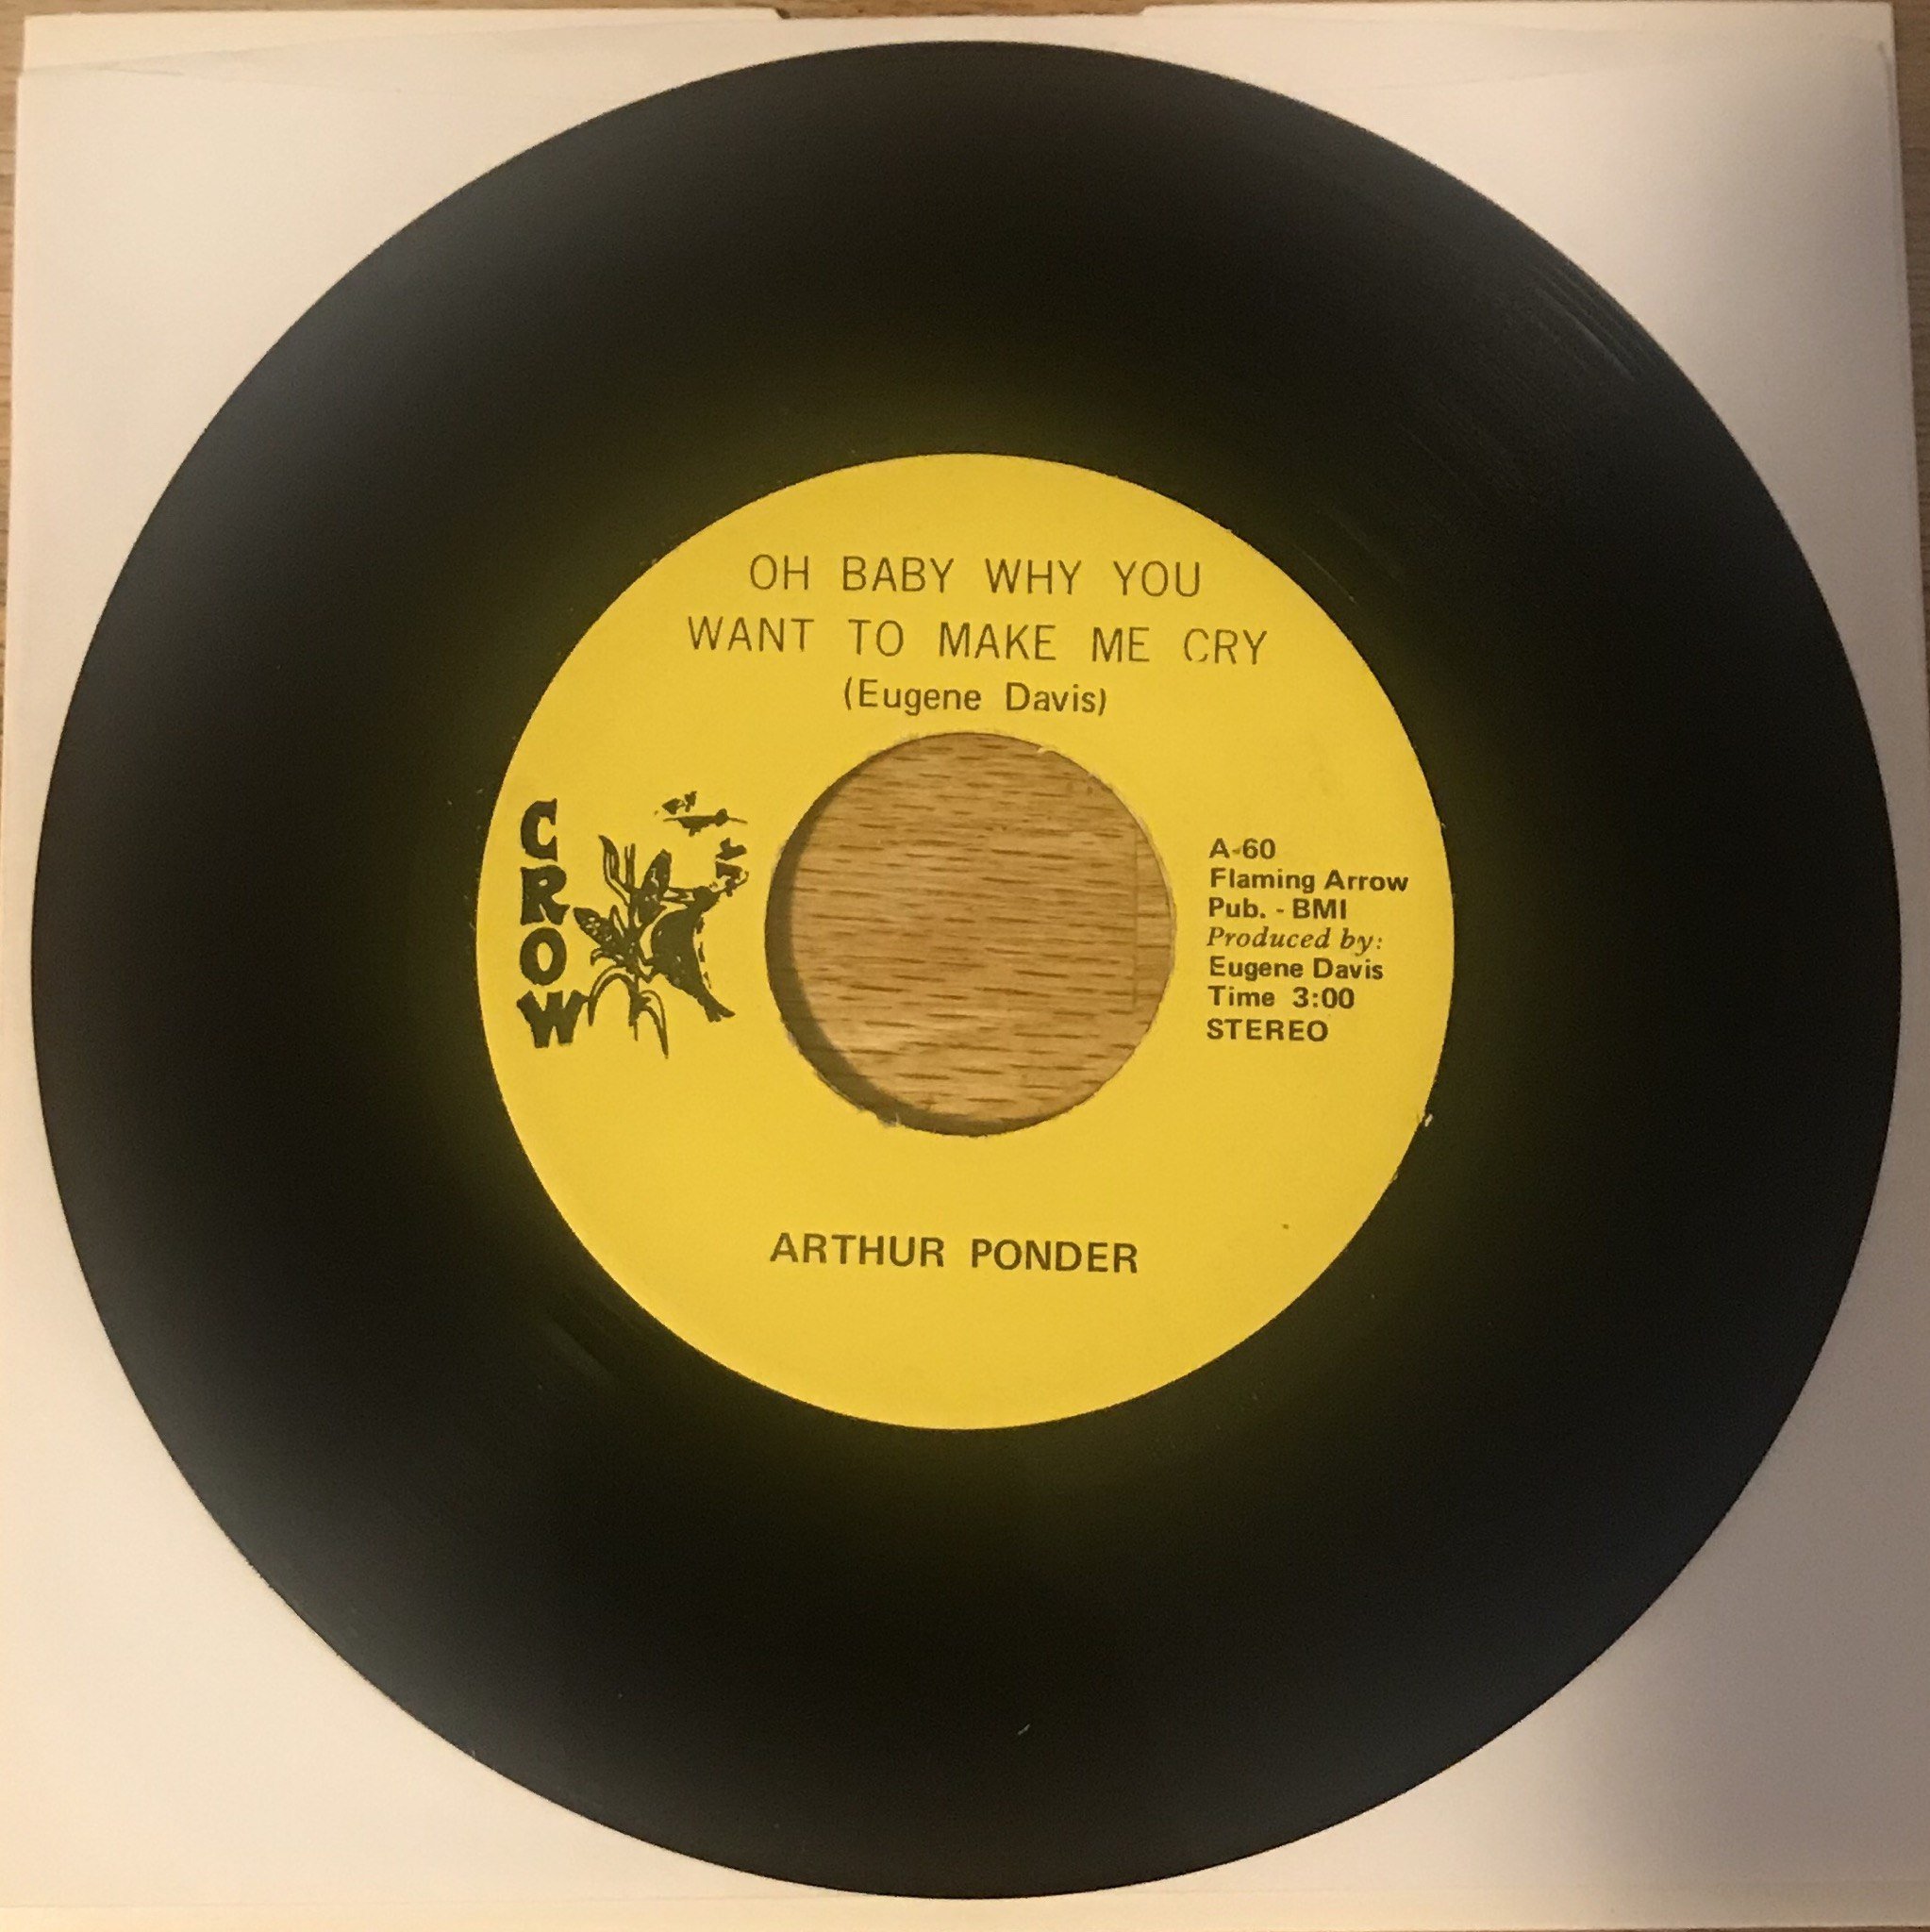 OH BABY WHY YOU
WANT TO MAKE ME CRY
(Eugene Davis)
CROW
A-60
Flaming Arrow
Pub. - BMI
Produced by:
Eugene Davis
Time 3:00
STEREO
ARTHUR PONDER